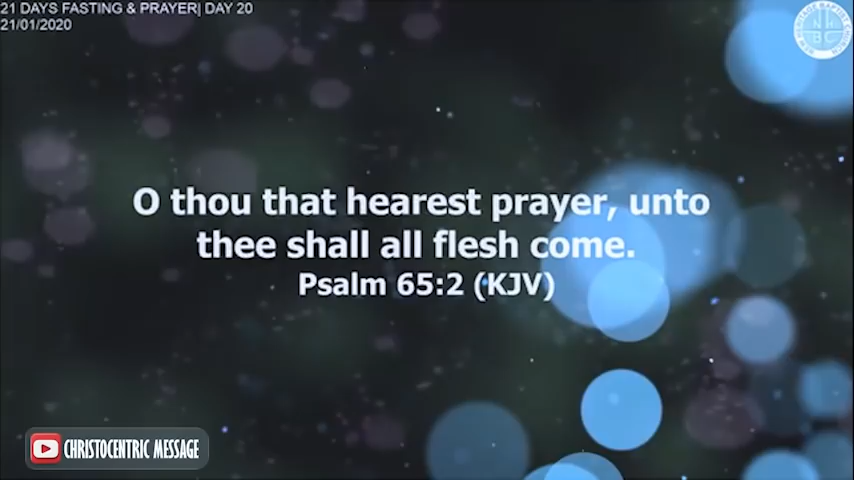 21 DAYS FASTING & PRAYER| DAY 20
21/01/2020
O thou that hearest prayer, unto
thee shall all flesh come.
Psalm 65:2 (KJV)
CHRISTOCENTRIC MESSAGE